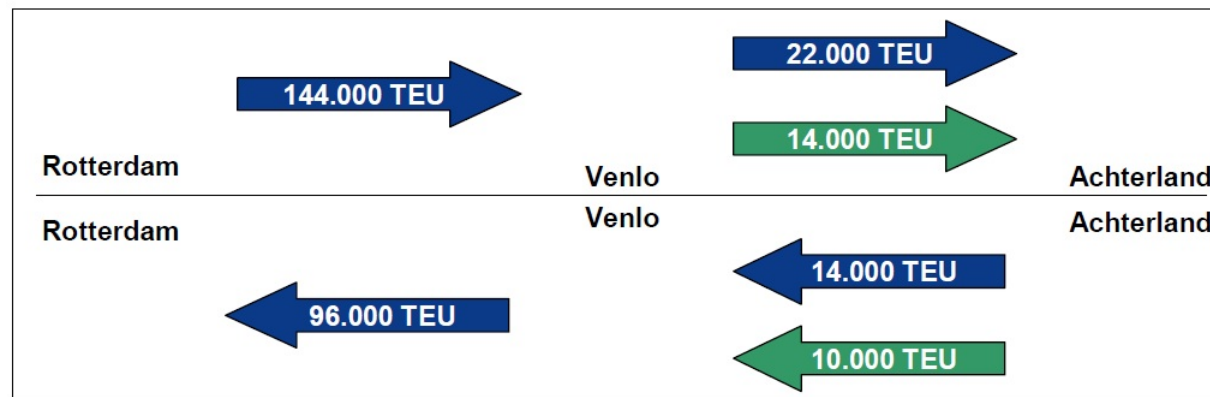 22.000 TEU
144.000 TEU
14.000 TEU
Rotterdam
Venlo
Achterland
Rotterdam
Venlo
Achterland
14.000 TEU
96.000 TEU
10.000 TEU